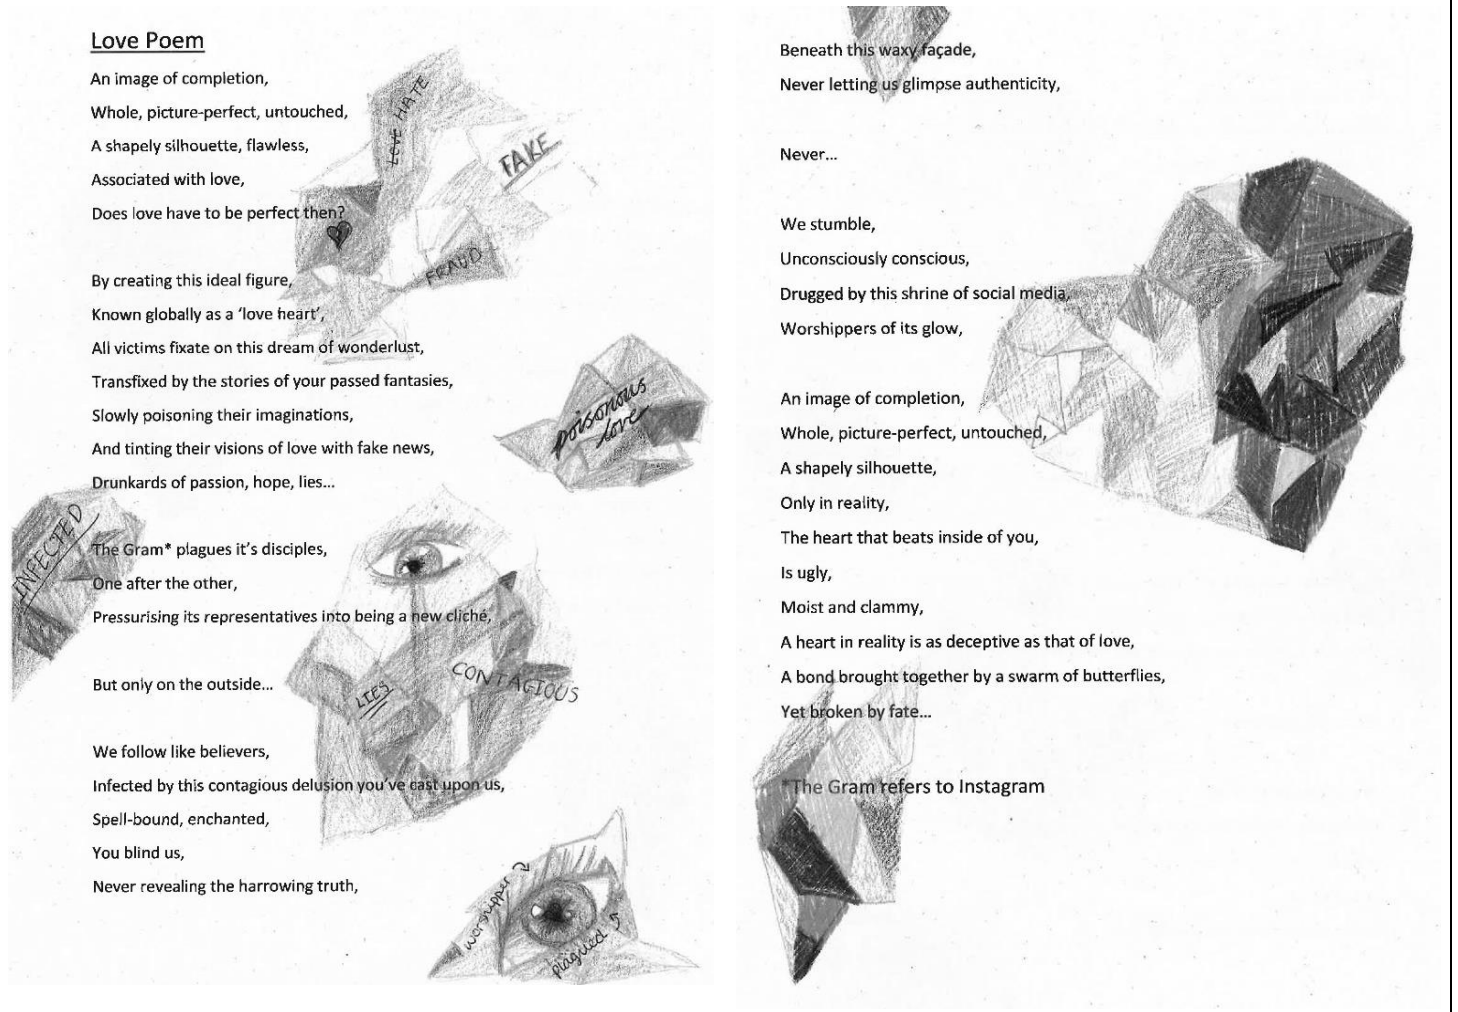 Love Poem
An image of completion,
Whole, picture-perfect, untouched,
A shapely silhouette, flawless,
Associated with love,
Does love have to be perfect then?
By creating this ideal figure,
Known globally as a ‘love heart’,
All victims fixate on this dream of wonderlust,
Transfixed by the stories of your passed fantasies,
Slowly poisoning their imaginations,
And tinting their visions of love with fake news,
Drunkards of passion, hope, lies...
The Gram* plagues it’s disciples,
One after the other,
Pressurising its representatives into being a new cliché,
But only on the outside...
We follow like believers,
Infected by this contagious delusion you’ve cast upon us,
Spell-bound, enchanted,
You blind us,
Never revealing the harrowing truth,
LOVE HATE
FAKE
FRAUD
poisonous
love
INFECTED
LIES
CONTAGIOUS
worshipper
plagued
Beneath this waxy façade,
Never letting us glimpse authenticity,
Never...
We stumble,
Unconsciously conscious,
Drugged by this shrine of social media,
Worshippers of its glow,
An image of completion,
Whole, picture-perfect, untouched,
A shapely silhouette,
Only in reality,
The heart that beats inside of you,
Is ugly,
Moist and clammy,
A heart in reality is as deceptive as that of love,
A bond brought together by a swarm of butterflies,
Yet broken by fate...
*The Gram refers to Instagram